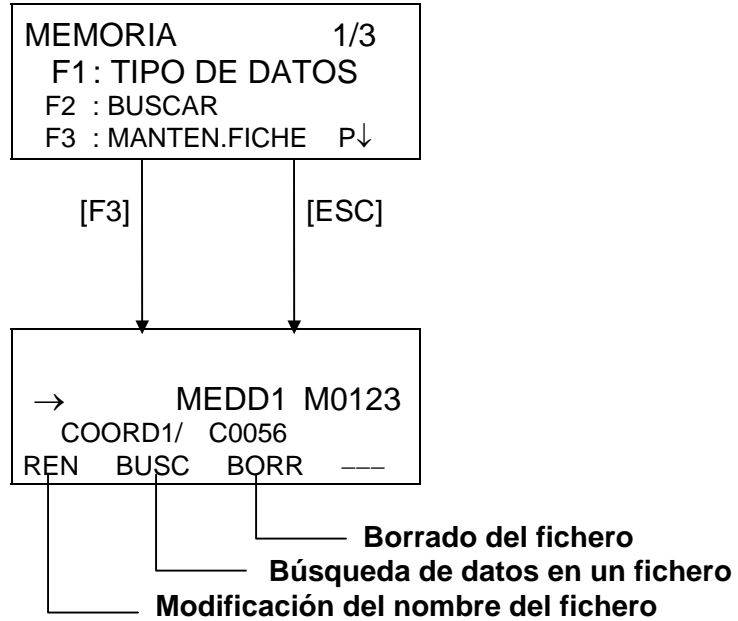 MEMORIA 1/3
F1 : TIPO DE DATOS
F2 : BUSCAR
F3 : MANTEN.FICHE P↓
[F3] [ESC]
→ MEDD1 M0123
COORD1/ C0056
REN BUSC BORR ---
Borrado del fichero
Búsqueda de datos en un fichero
Modificación del nombre del fichero